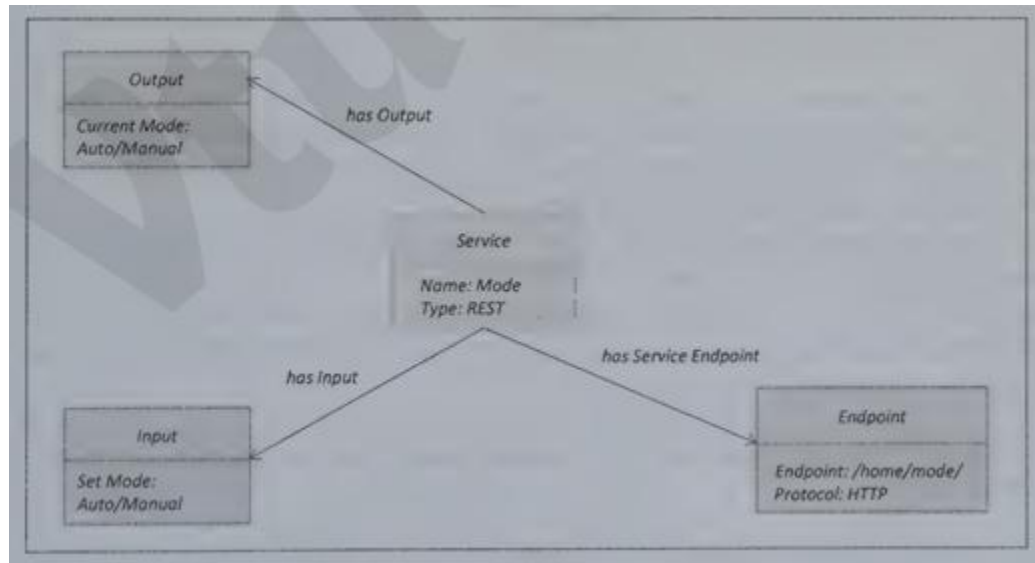 Output
Current Mode:
Auto/Manual
has Output
Service
Name: Mode
Type: REST
has Service Endpoint
has Input
Input
Set Mode:
Auto/Manual
Endpoint
Endpoint: /home/mode/
Protocol: HTTP
Vtu